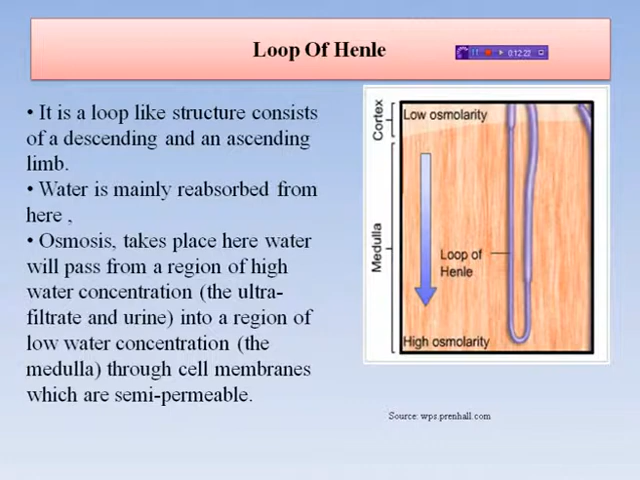 Loop Of Henle
0:12:22
• It is a loop like structure consists
of a descending and an ascending
limb.
• Water is mainly reabsorbed from
here ,
• Osmosis, takes place here water
will pass from a region of high
water concentration (the ultra-
filtrate and urine) into a region of
low water concentration (the
medulla) through cell membranes
which are semi-permeable.
Cortex
Low osmolarity
Medulla
Loop of
Henle
High osmolarity
Source: wps.prenhall.com